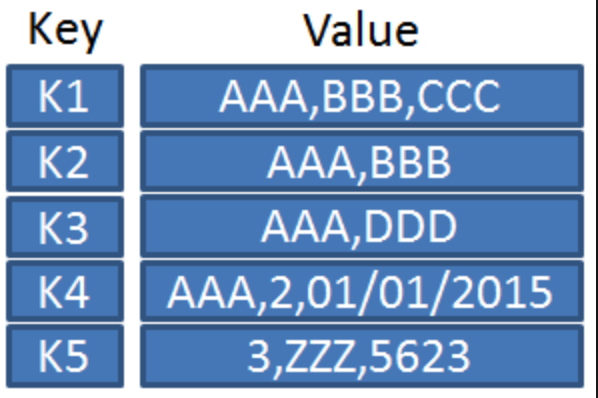 Key Value
K1 AAA,BBB,CCC
K2 AAA,BBB
K3 AAA,DDD
K4 AAA,2,01/01/2015
K5 3,ZZZ,5623